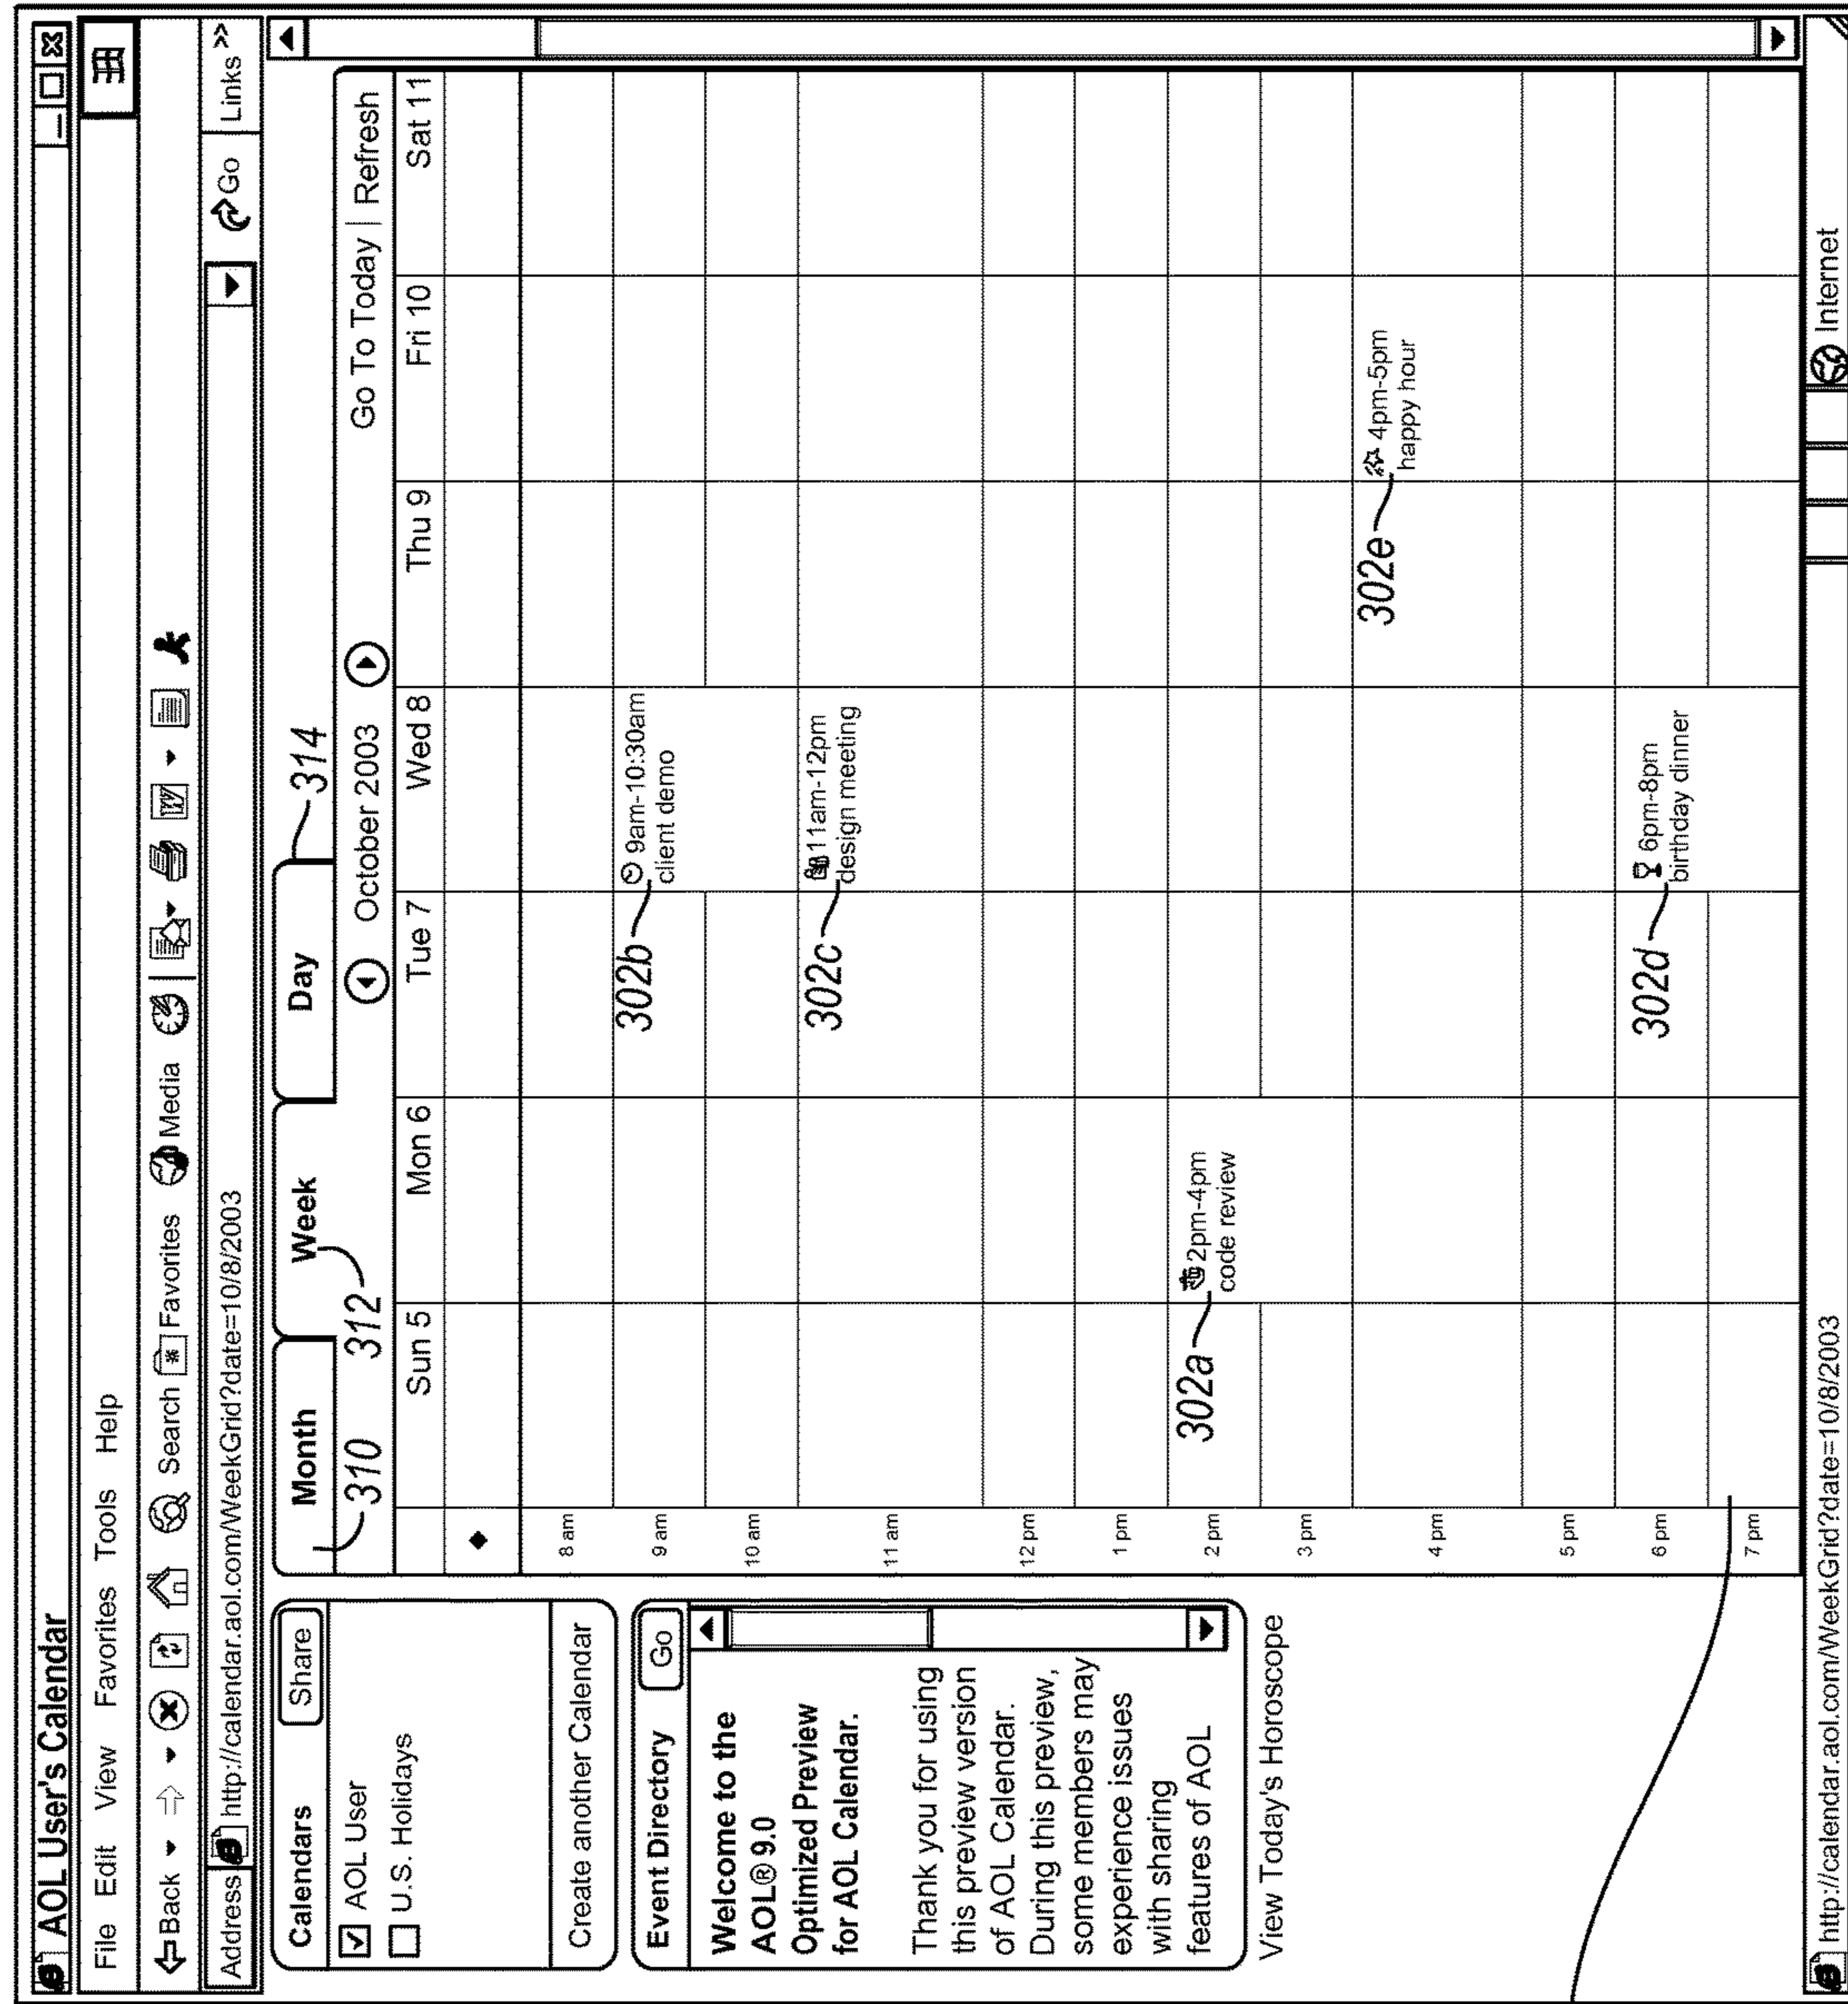 AOL User's Calendar
File Edit View Favorites Tools Help
Back Search Favorites Media
Address http://calendar.aol.com/WeekGrid?date=10/8/2003 Go Links >>
Calendars Share
AOL User
U.S. Holidays
Create another Calendar
Event Directory Go
Welcome to the
AOL® 9.0
Optimized Preview
for AOL Calendar.
Thank you for using
this preview version
of AOL Calendar.
During this preview,
some members may
experience issues
with sharing
features of AOL
View Today's Horoscope
Month Week Day
310 312 314
October 2003 Go To Today | Refresh
Sun 5 Mon 6 Tue 7 Wed 8 Thu 9 Fri 10 Sat 11
8 am
9 am 302b 9am-10:30am
client demo
10 am
11 am 302c 11am-12pm
design meeting
12 pm
1 pm
2 pm 302a 2pm-4pm
code review
3 pm
4 pm 302e 4pm-5pm
happy hour
5 pm
6 pm 302d 6pm-8pm
birthday dinner
7 pm
http://calendar.aol.com/WeekGrid?date=10/8/2003 Internet